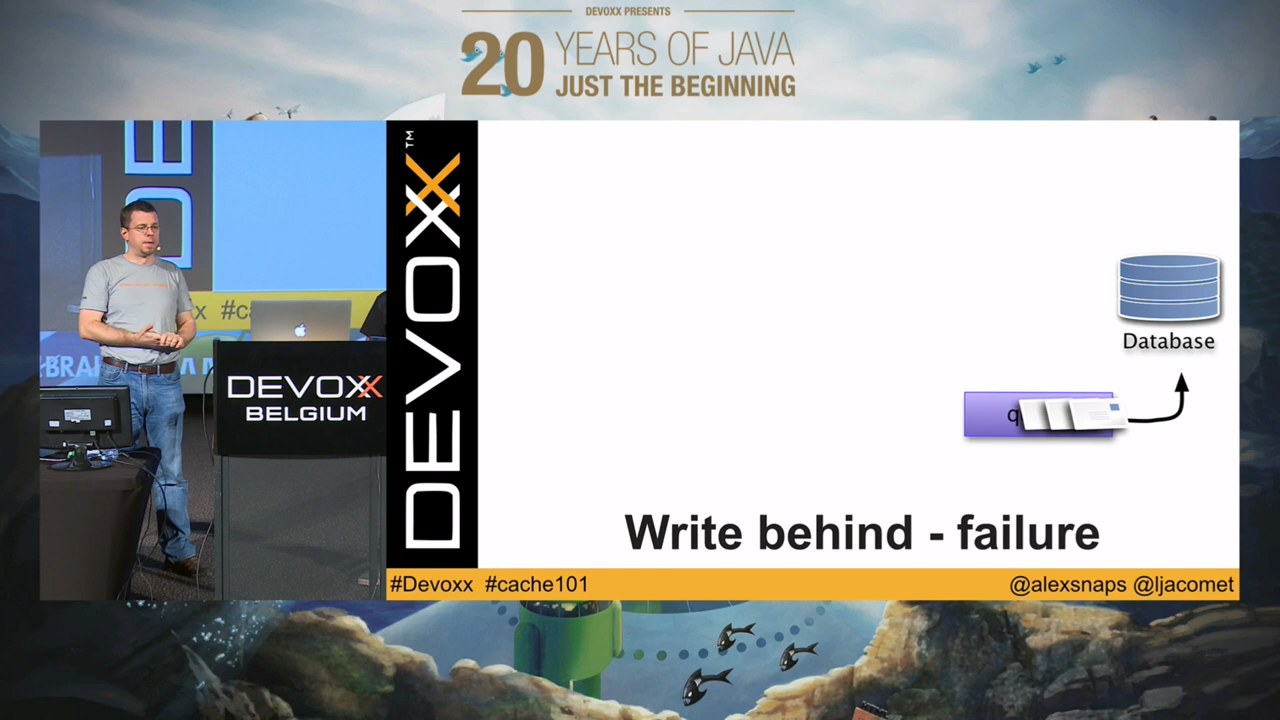 DEVOXX PRESENTS
20 YEARS OF JAVA
JUST THE BEGINNING
DEVOXX™
DEVOXX
BELGIUM
Database
q
Write behind - failure
#Devoxx #cache101
@alexsnaps @ljacomet